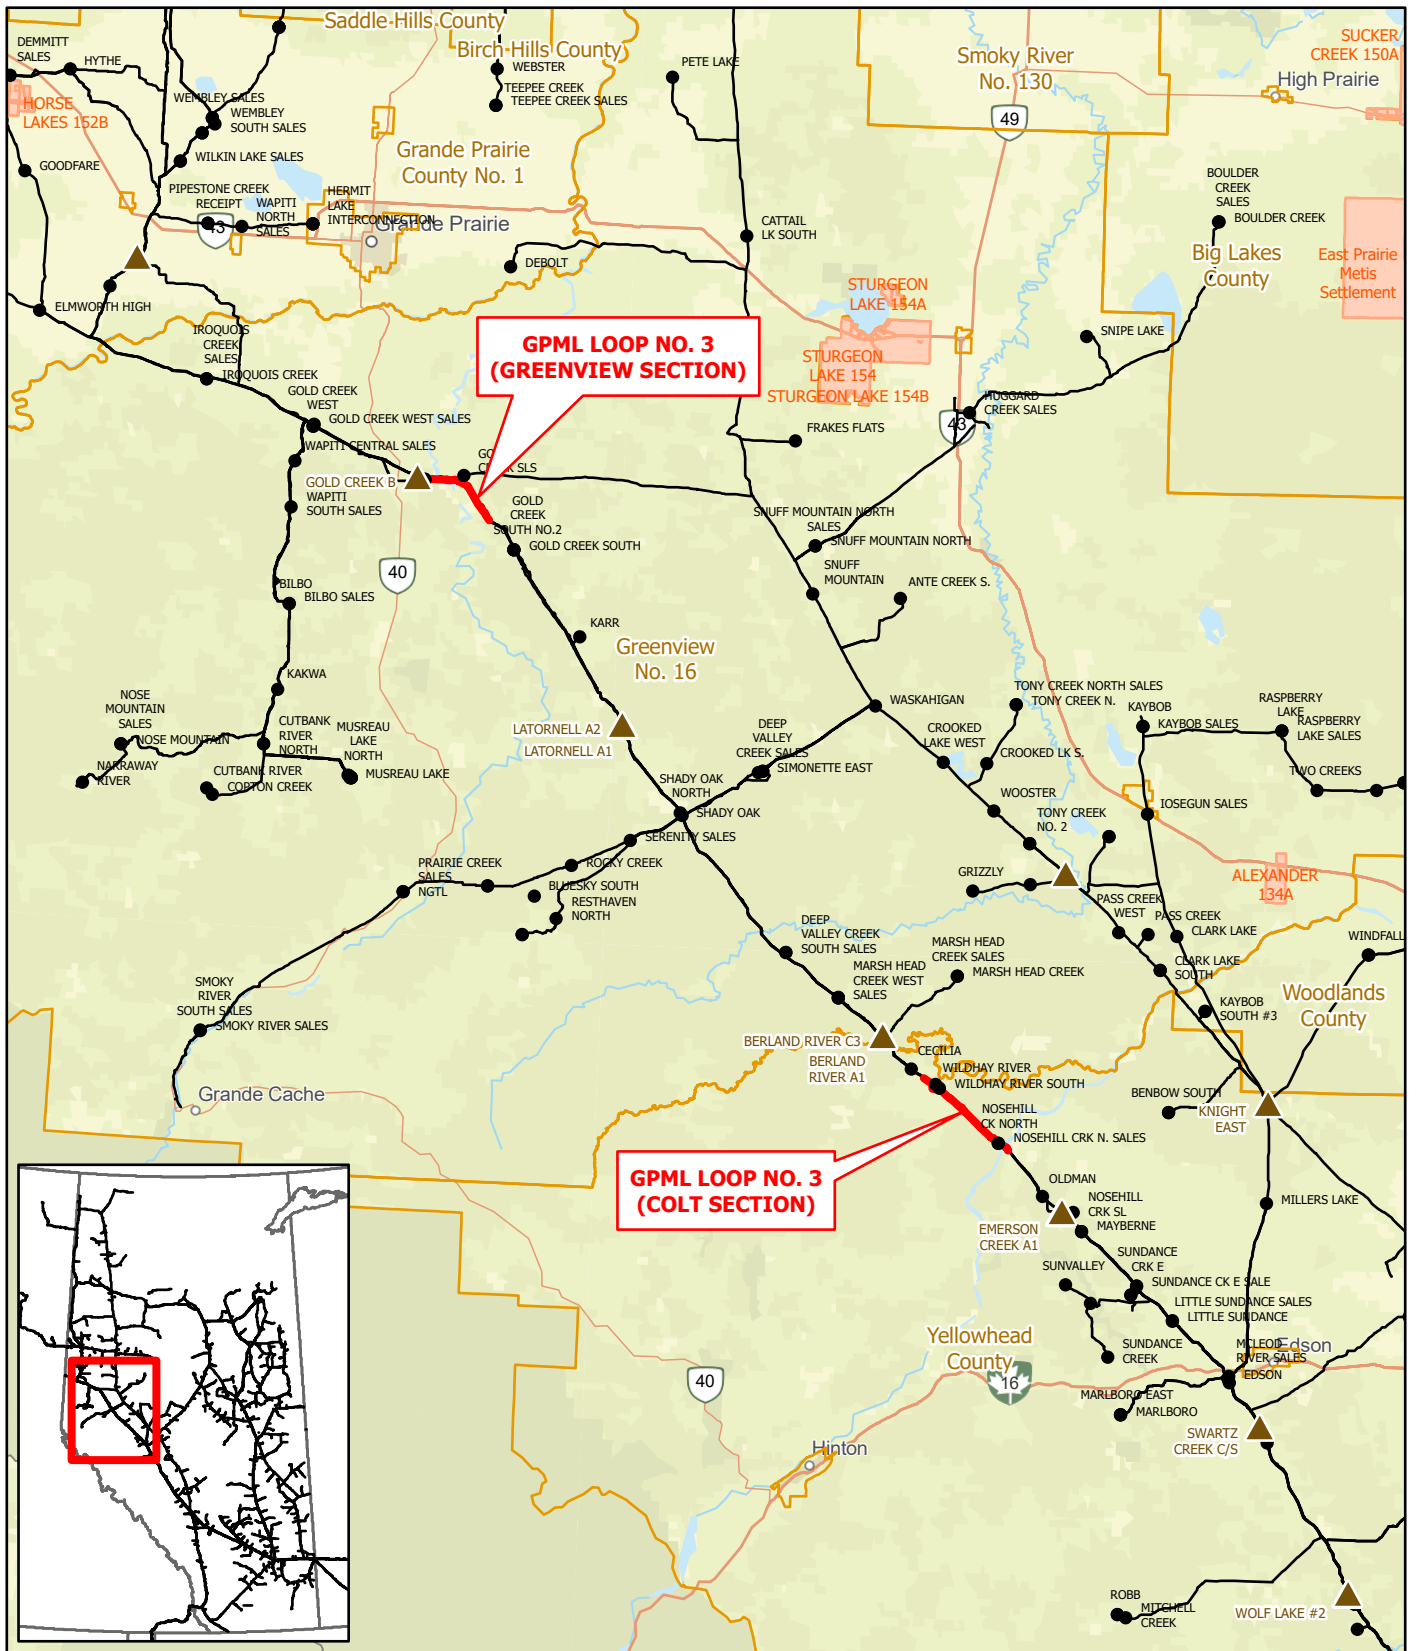 Saddle Hills County
Birch Hills County
DEMMITT
SALES
HYTHE
WEBSTER
TEEPEE CREEK
TEEPEE CREEK SALES
PETE LAKE
Smoky River
No. 130
SUCKER
CREEK 150A
High Prairie
HORSE
LAKES 152B
WEMBLEY SALES
WEMBLEY
SOUTH SALES
49
GOODFARE
WILKIN LAKE SALES
Grande Prairie
County No. 1
PIPESTONE CREEK
RECEIPT
WAPITI
NORTH
SALES
HERMIT
LAKE
INTERCONNECTION
43
Grande Prairie
BOULDER
CREEK
SALES
BOULDER CREEK
CATTAIL
LK SOUTH
Big Lakes
County
East Prairie
Metis
Settlement
DEBOLT
ELMWORTH HIGH
STURGEON
LAKE 154A
IROQUOIS
CREEK
SALES
IROQUOIS CREEK
GPML LOOP NO. 3
(GREENVIEW SECTION)
SNIPE LAKE
STURGEON
LAKE 154
STURGEON LAKE 154B
HUGGARD
CREEK SALES
43
GOLD CREEK
WEST
GOLD CREEK WEST SALES
FRAKES FLATS
WAPITI CENTRAL SALES
GOLD CREEK B
SLS
WAPITI
SOUTH SALES
GOLD
CREEK
SOUTH NO.2
GOLD CREEK SOUTH
SNUFF MOUNTAIN NORTH
SALES
SNUFF MOUNTAIN NORTH
SNUFF
MOUNTAIN
ANTE CREEK S.
40
BILBO
BILBO SALES
KARR
Greenview
No. 16
KAKWA
NOSE
MOUNTAIN
SALES
NOSE MOUNTAIN
CUTBANK
RIVER
NORTH
MUSREAU
LAKE
NORTH
MUSREAU LAKE
NARRAWAY
RIVER
CUTBANK RIVER
COPTON CREEK
LATORNELL A2
LATORNELL A1
DEEP
VALLEY
CREEK SALES
SIMONETTE EAST
WASKAHIGAN
CROOKED
LAKE WEST
TONY CREEK NORTH SALES
TONY CREEK N.
CROOKED LK S.
KAYBOB
KAYBOB SALES
RASPBERRY
LAKE
RASPBERRY
LAKE SALES
TWO CREEKS
SHADY OAK
NORTH
SHADY OAK
WOOSTER
TONY CREEK
NO. 2
IOSEGUN SALES
SERENITY SALES
ROCKY CREEK
PRAIRIE CREEK
SALES
NGTL
BLUESKY SOUTH
RESTHAVEN
NORTH
GRIZZLY
ALEXANDER
134A
PASS CREEK
WEST
PASS CREEK
CLARK LAKE
WINDFALL
DEEP
VALLEY CREEK
SOUTH SALES
MARSH HEAD
CREEK SALES
MARSH HEAD CREEK
MARSH HEAD
CREEK WEST
SALES
CLARK LAKE
SOUTH
KAYBOB
SOUTH #3
Woodlands
County
SMOKY
RIVER
SOUTH SALES
SMOKY RIVER SALES
BERLAND RIVER C3
BERLAND
RIVER A1
CECILIA
WILDHAY RIVER
WILDHAY RIVER SOUTH
BENBOW SOUTH
KNIGHT
EAST
Grande Cache
NOSEHILL
CK NORTH
NOSEHILL CRK N. SALES
GPML LOOP NO. 3
(COLT SECTION)
OLDMAN
NOSEHILL
CRK SL
MAYBERNE
MILLERS LAKE
EMERSON
CREEK A1
SUNDANCE
CRK E
SUNVALLEY
SUNDANCE CK E SALE
LITTLE SUNDANCE SALES
LITTLE SUNDANCE
Yellowhead
County
SUNDANCE
CREEK
MCLEOD
RIVER SALES
Edson
EDSON
40
16
MARLBORO EAST
MARLBORO
SWARTZ
CREEK C/S
Hinton
ROBB
MITCHELL
CREEK
WOLF LAKE #2